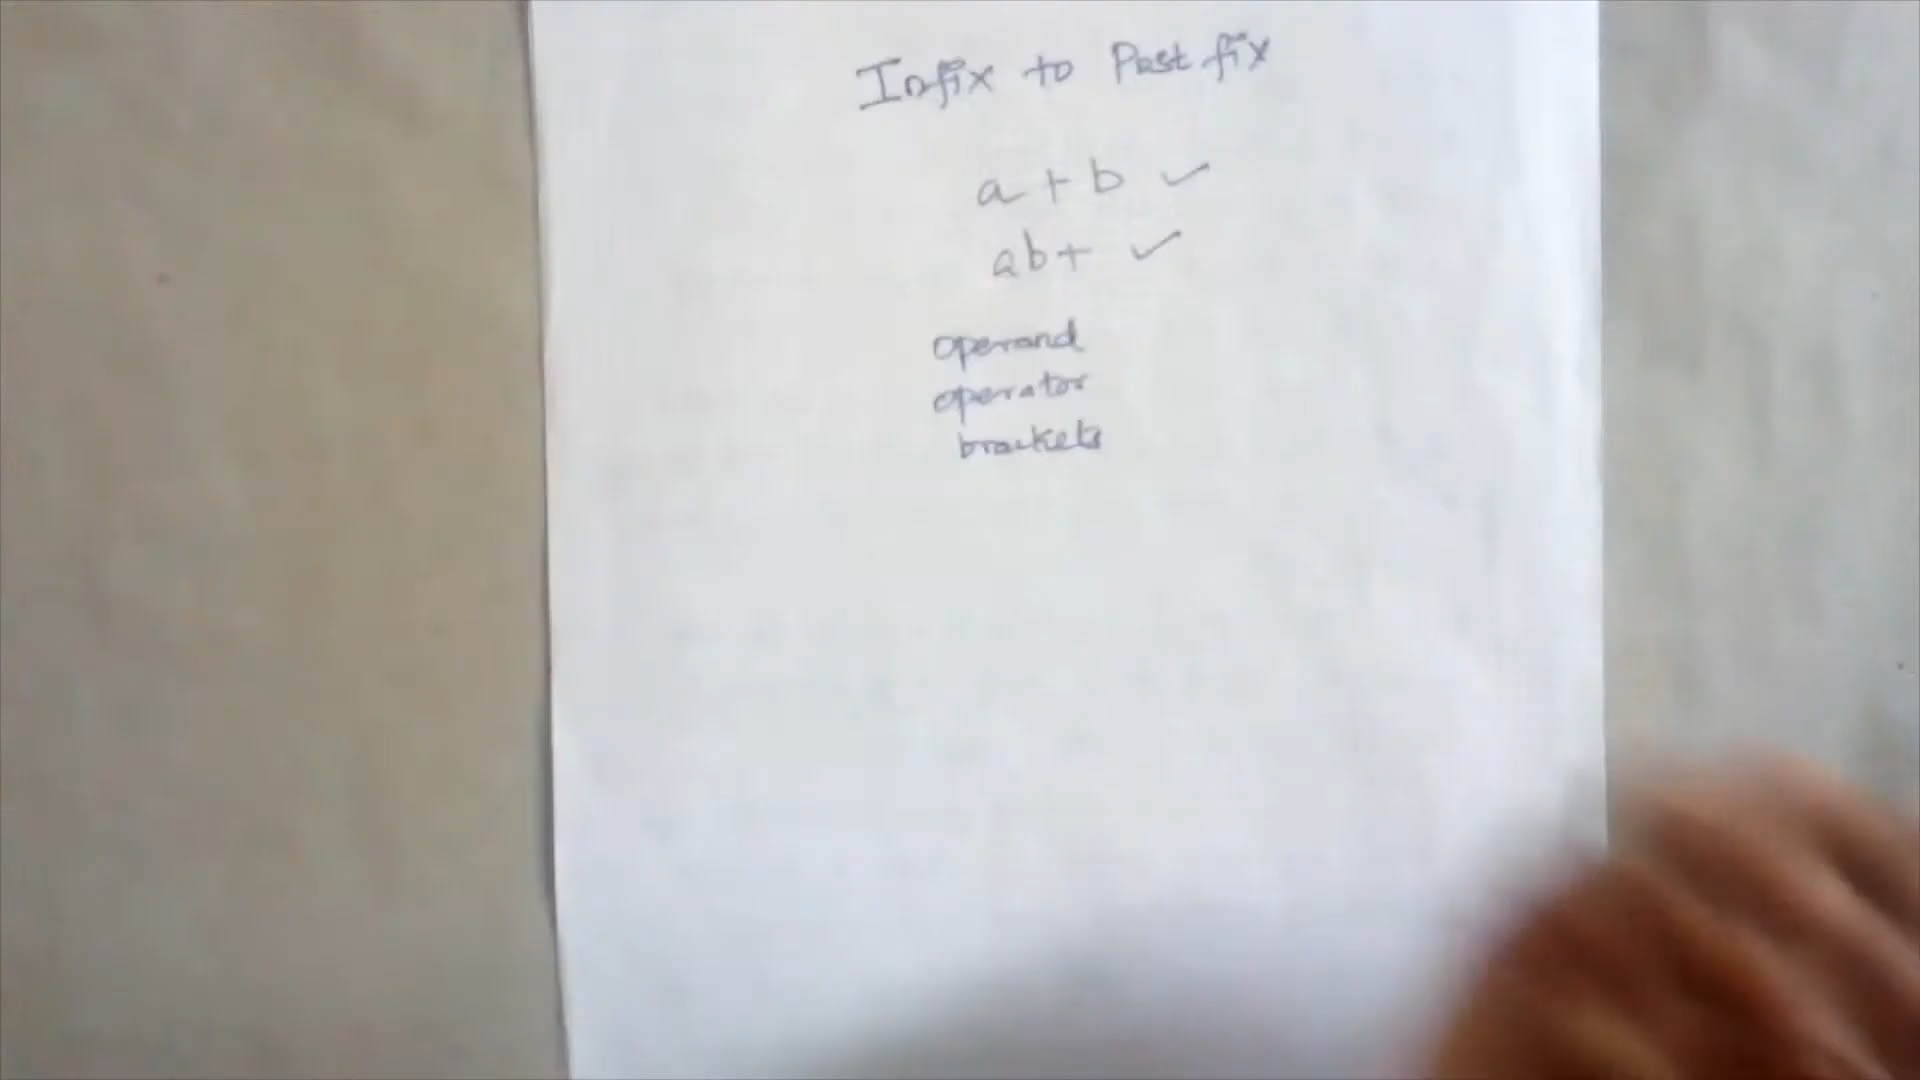 Infix to Postfix
a + b ✓
ab+ ✓
operand
operator
brackets